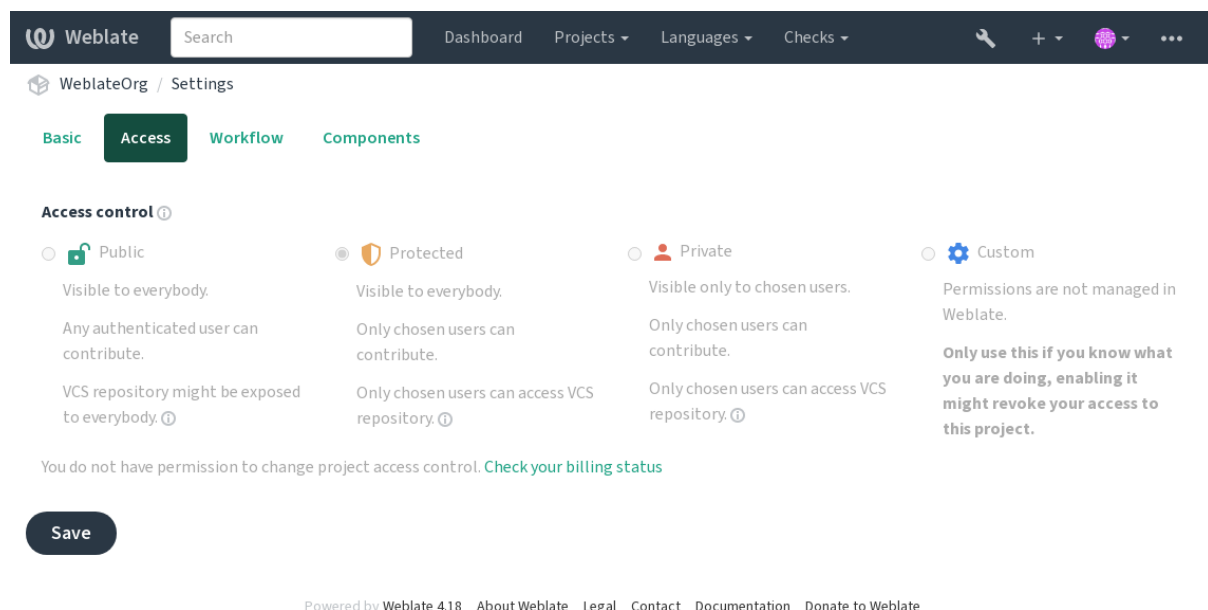 Weblate Search Dashboard Projects Languages Checks
WeblateOrg / Settings
Basic Access Workflow Components
Access control
Public
Visible to everybody.
Any authenticated user can
contribute.
VCS repository might be exposed
to everybody.
Protected
Visible to everybody.
Only chosen users can
contribute.
Only chosen users can access VCS
repository.
Private
Visible only to chosen users.
Only chosen users can
contribute.
Only chosen users can access VCS
repository.
Custom
Permissions are not managed in
Weblate.
Only use this if you know what
you are doing, enabling it
might revoke your access to
this project.
You do not have permission to change project access control. Check your billing status
Save
Powered by Weblate 4.18 About Weblate Legal Contact Documentation Donate to Weblate